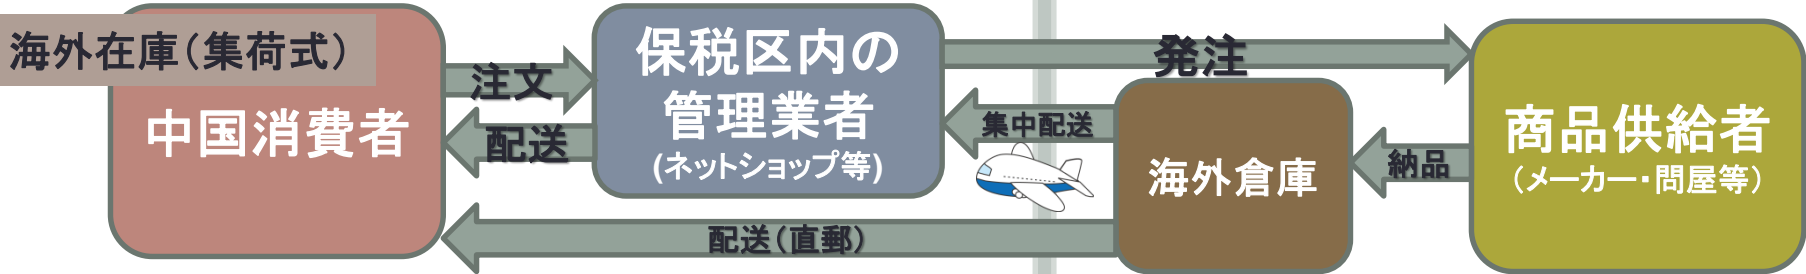 海外在庫（集荷式）
中国消費者
注文
配送
保税区内の
管理業者
(ネットショップ等)
発注
集中配送
海外倉庫
納品
商品供給者
（メーカー・問屋等）
配送（直郵）